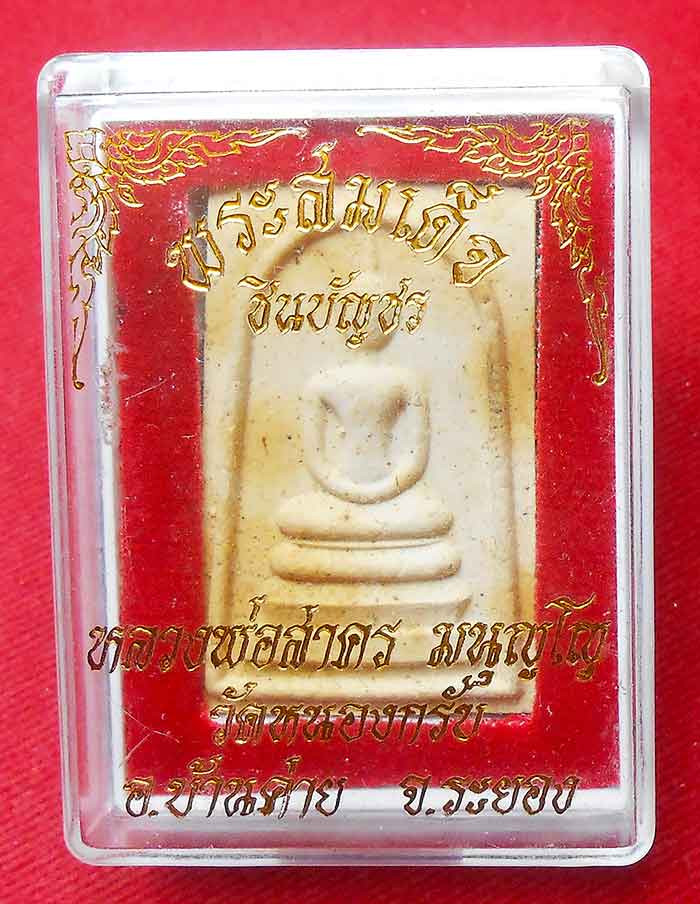 พระสมเด็จ
ชินบัญชร
หลวงพ่อสาคร มนุญฺโญ
วัดหนองกรับ
อ.บ้านค่าย จ.ระยอง